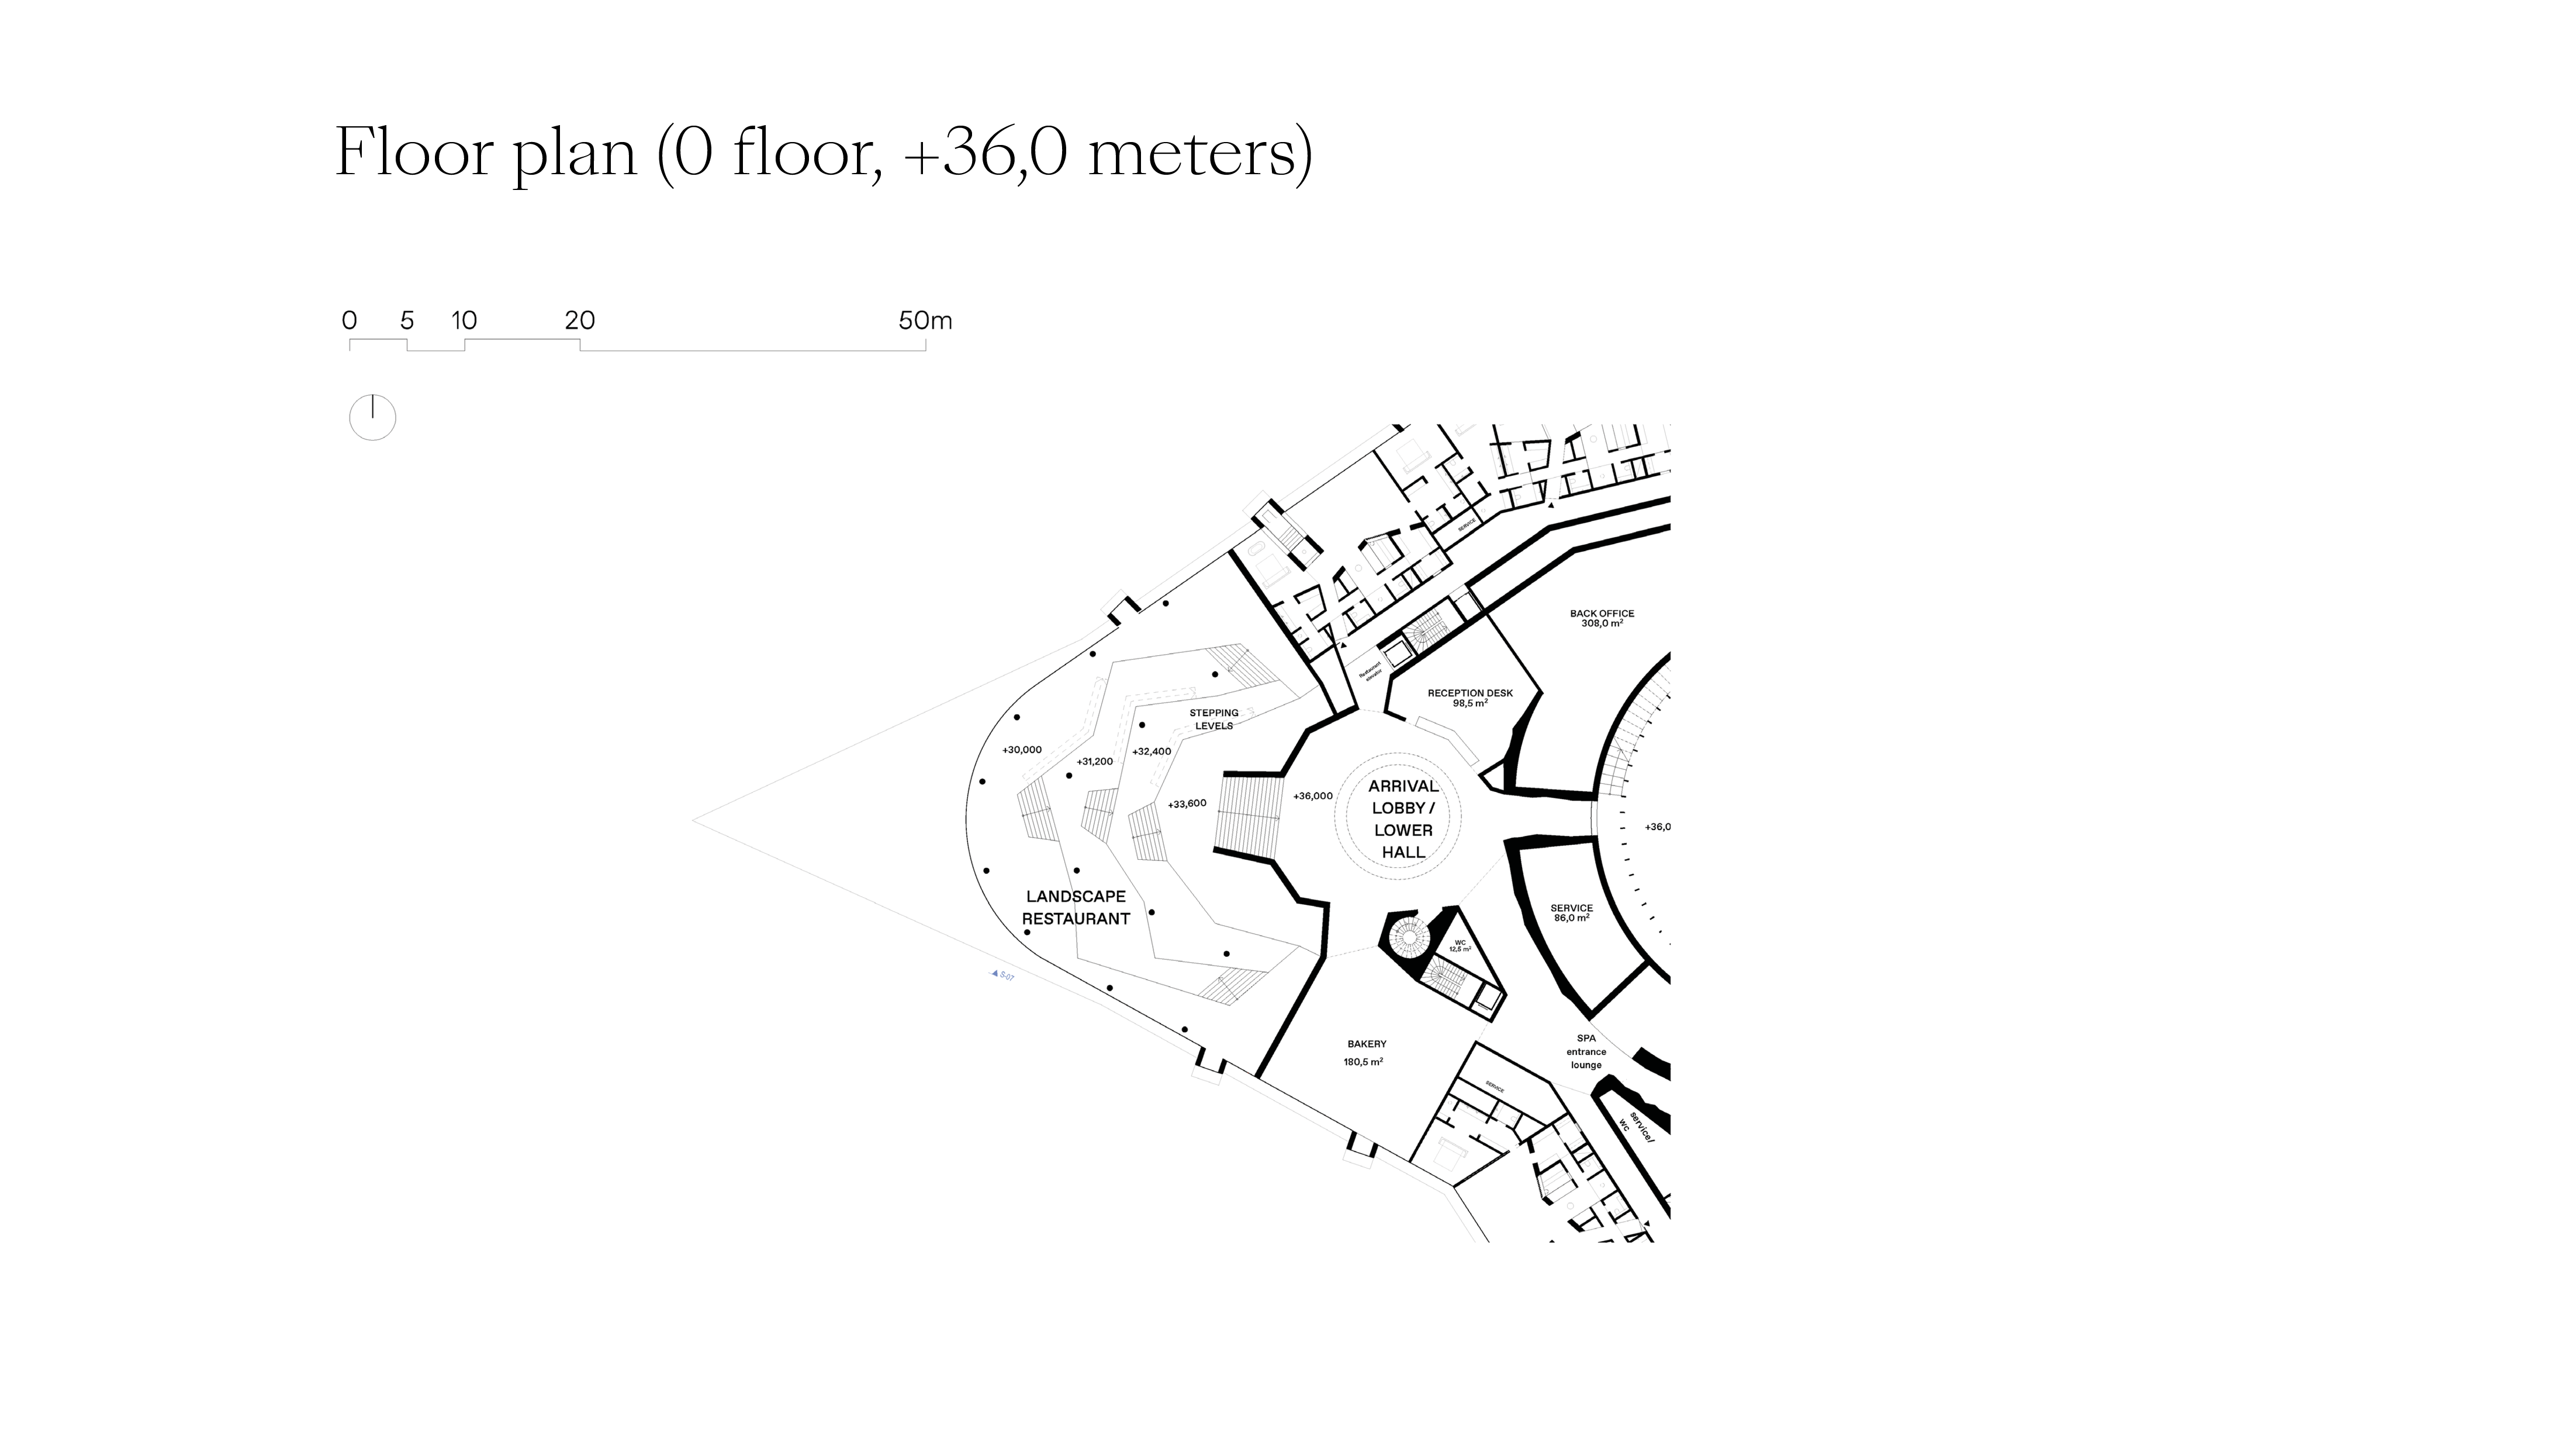 Floor plan (0 floor, +36,0 meters)
0 5 10 20 50m
SERVICE
BACK OFFICE
308,0 m²
Restaurant
elevator
RECEPTION DESK
98,5 m²
STEPPING
LEVELS
+30,000
+31,200
+32,400
+33,600
+36,000
ARRIVAL
LOBBY /
LOWER
HALL
+36,0
LANDSCAPE
RESTAURANT
SERVICE
86,0 m²
WC
12,5 m²
S-07
BAKERY
180,5 m²
SPA
entrance
lounge
SERVICE
service/
WC